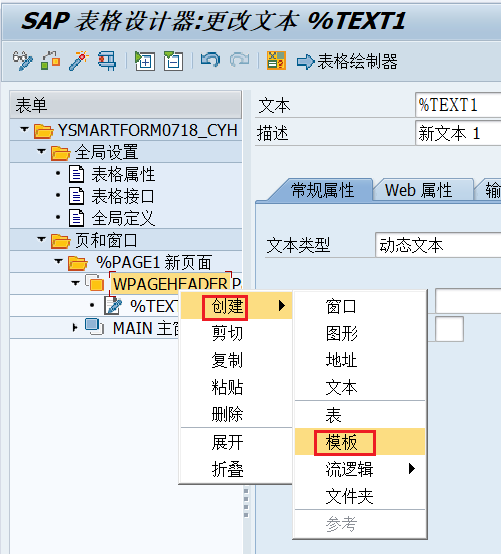 SAP 表格设计器:更改文本 %TEXT1
表格绘制器
表单
文本 %TEXT1
描述 新文本 1
YSMARTFORM0718_CYH
全局设置
表格属性
表格接口
全局定义
页和窗口
%PAGE1 新页面
WPAGEHEADER P
%TEX
MAIN 主窗
常规属性 Web 属性 输
文本类型 动态文本
创建
剪切
复制
粘贴
删除
展开
折叠
窗口
图形
地址
文本
表
模板
流逻辑
文件夹
参考